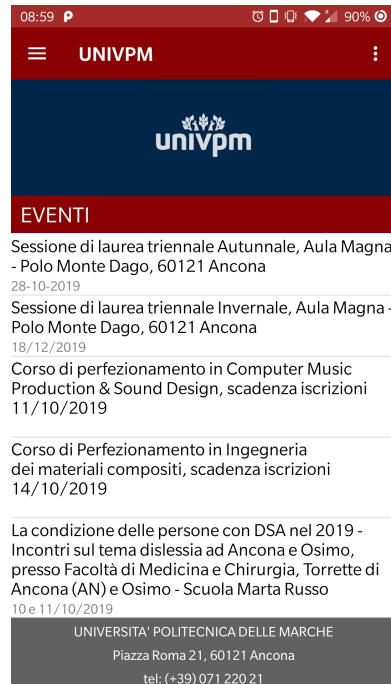 08:59 90%
UNIVPM
univpm
EVENTI
Sessione di laurea triennale Autunnale, Aula Magna
- Polo Monte Dago, 60121 Ancona
28-10-2019
Sessione di laurea triennale Invernale, Aula Magna -
Polo Monte Dago, 60121 Ancona
18/12/2019
Corso di perfezionamento in Computer Music
Production & Sound Design, scadenza iscrizioni
11/10/2019
Corso di Perfezionamento in Ingegneria
dei materiali compositi, scadenza iscrizioni
14/10/2019
La condizione delle persone con DSA nel 2019 -
Incontri sul tema dislessia ad Ancona e Osimo,
presso Facoltà di Medicina e Chirurgia, Torrette di
Ancona (AN) e Osimo - Scuola Marta Russo
10 e 11/10/2019
UNIVERSITA' POLITECNICA DELLE MARCHE
Piazza Roma 21, 60121 Ancona
tel: (+39) 071 220 21